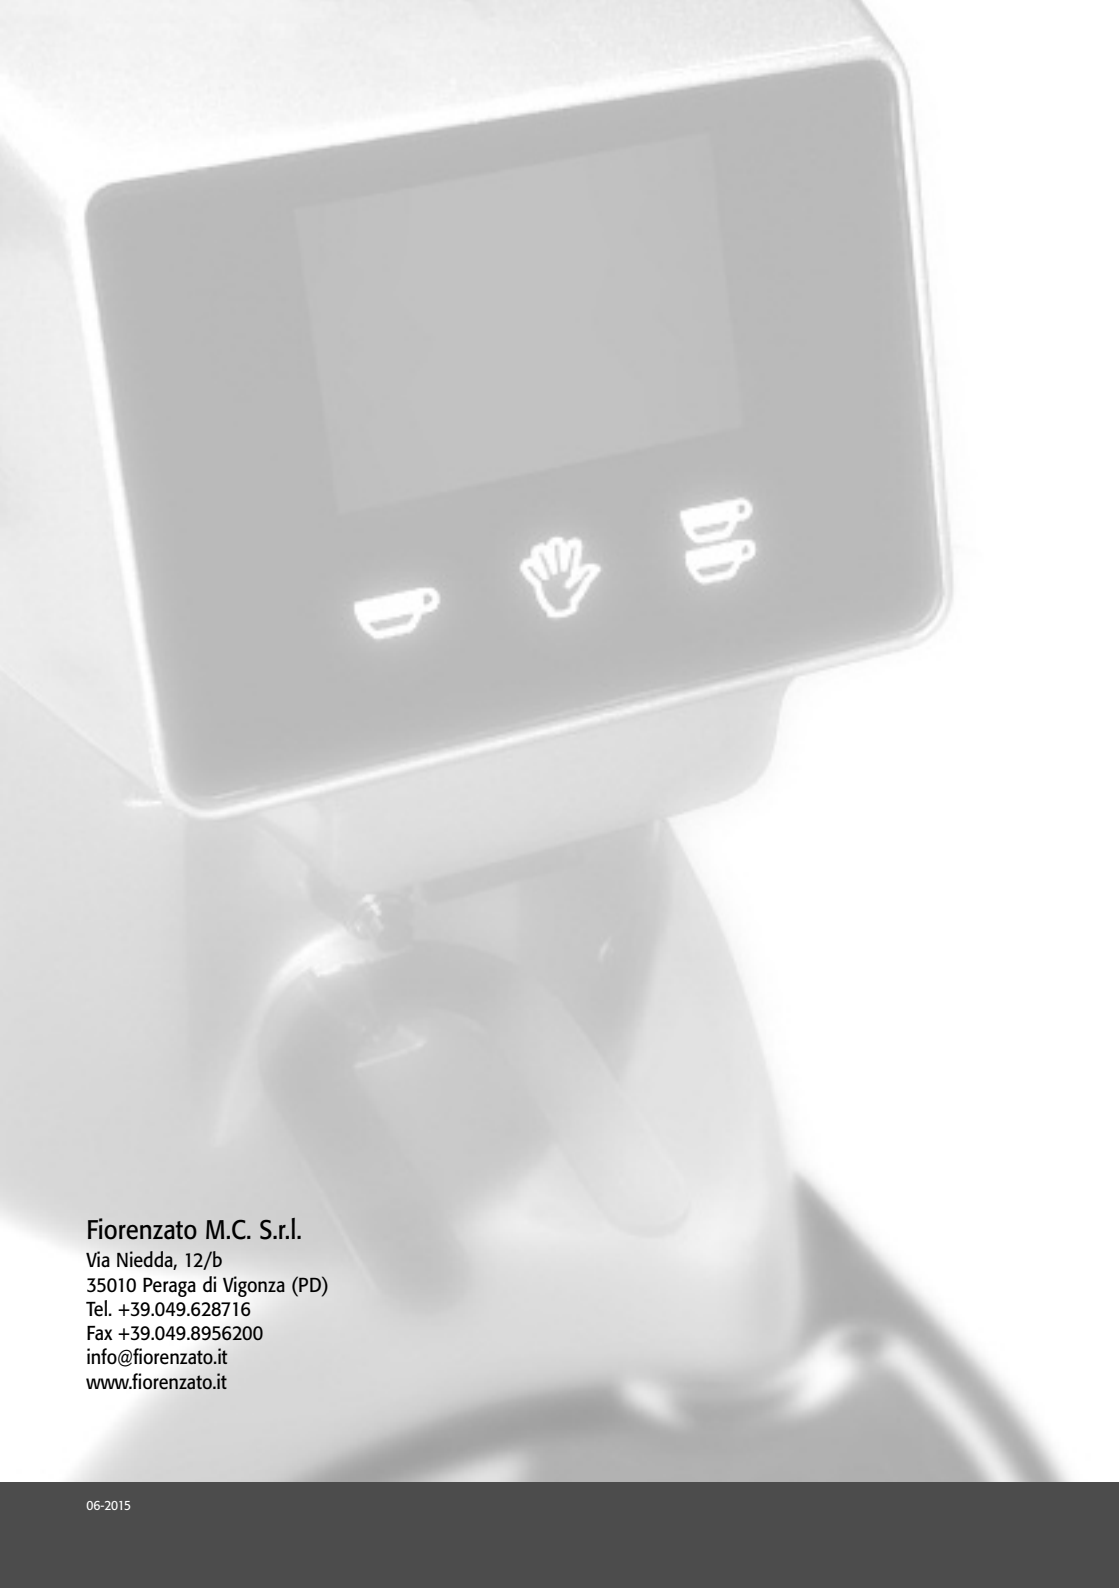 Fiorenzato M.C. S.r.l.
Via Niedda, 12/b
35010 Peraga di Vigonza (PD)
Tel. +39.049.628716
Fax +39.049.8956200
info@fiorenzato.it
www.fiorenzato.it
06-2015